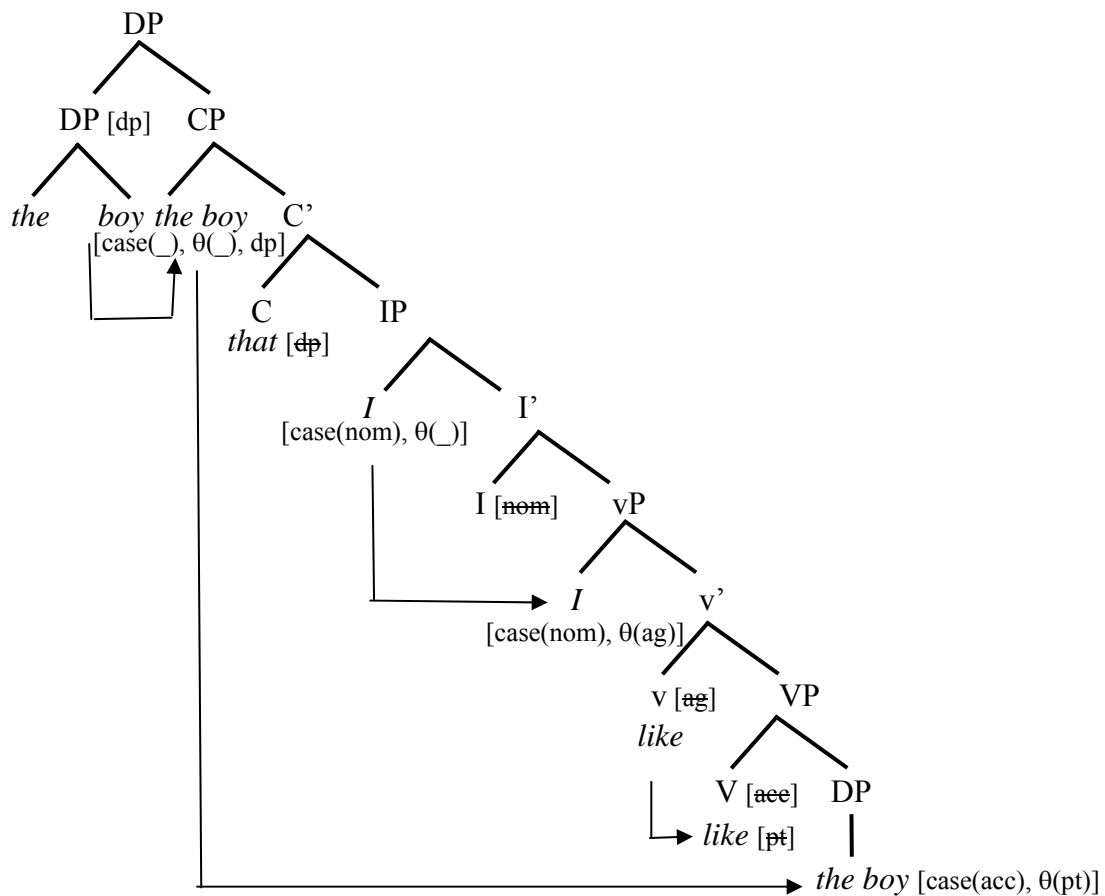 DP
DP [dp] CP
the boy the boy C’
[case(_), θ(_), dp]
C IP
that [dp]
I I’
[case(nom), θ(_)]
I [nom] vP
I v’
[case(nom), θ(ag)]
v [ag] VP
like
V [acc] DP
like [pt]
the boy [case(acc), θ(pt)]